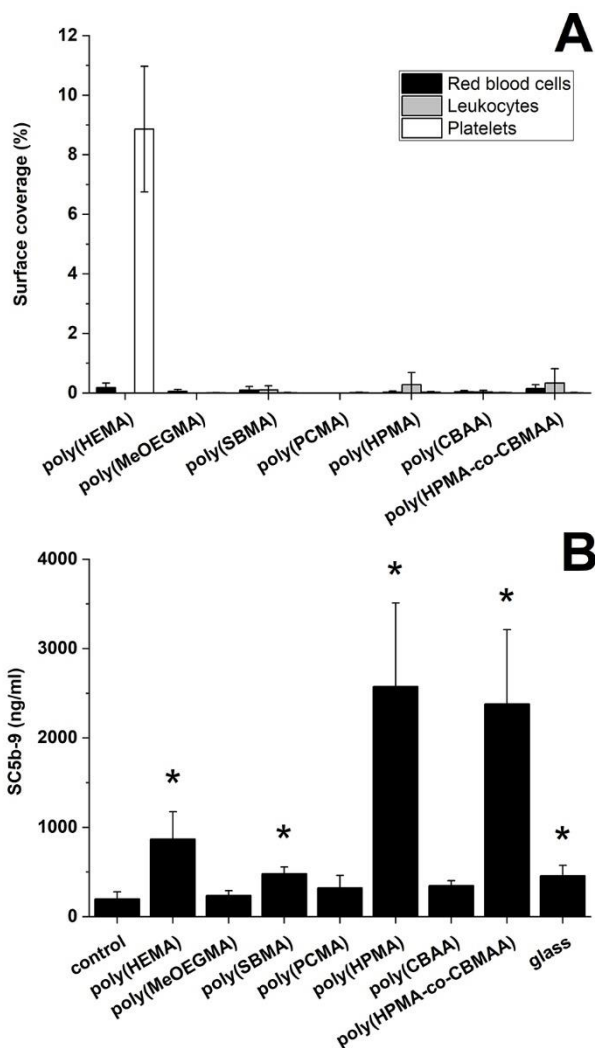 A
Surface coverage (%)
12
10
8
6
4
2
0
Red blood cells
Leukocytes
Platelets
poly(HEMA)
poly(MeOEGMA)
poly(SBMA)
poly(PCMA)
poly(HPMA)
poly(CBAA)
poly(HPMA-co-CBMAA)
B
SC5b-9 (ng/ml)
4000
3000
2000
1000
0
*
*
*
*
*
control
poly(HEMA)
poly(MeOEGMA)
poly(SBMA)
poly(PCMA)
poly(HPMA)
poly(CBAA)
poly(HPMA-co-CBMAA)
glass